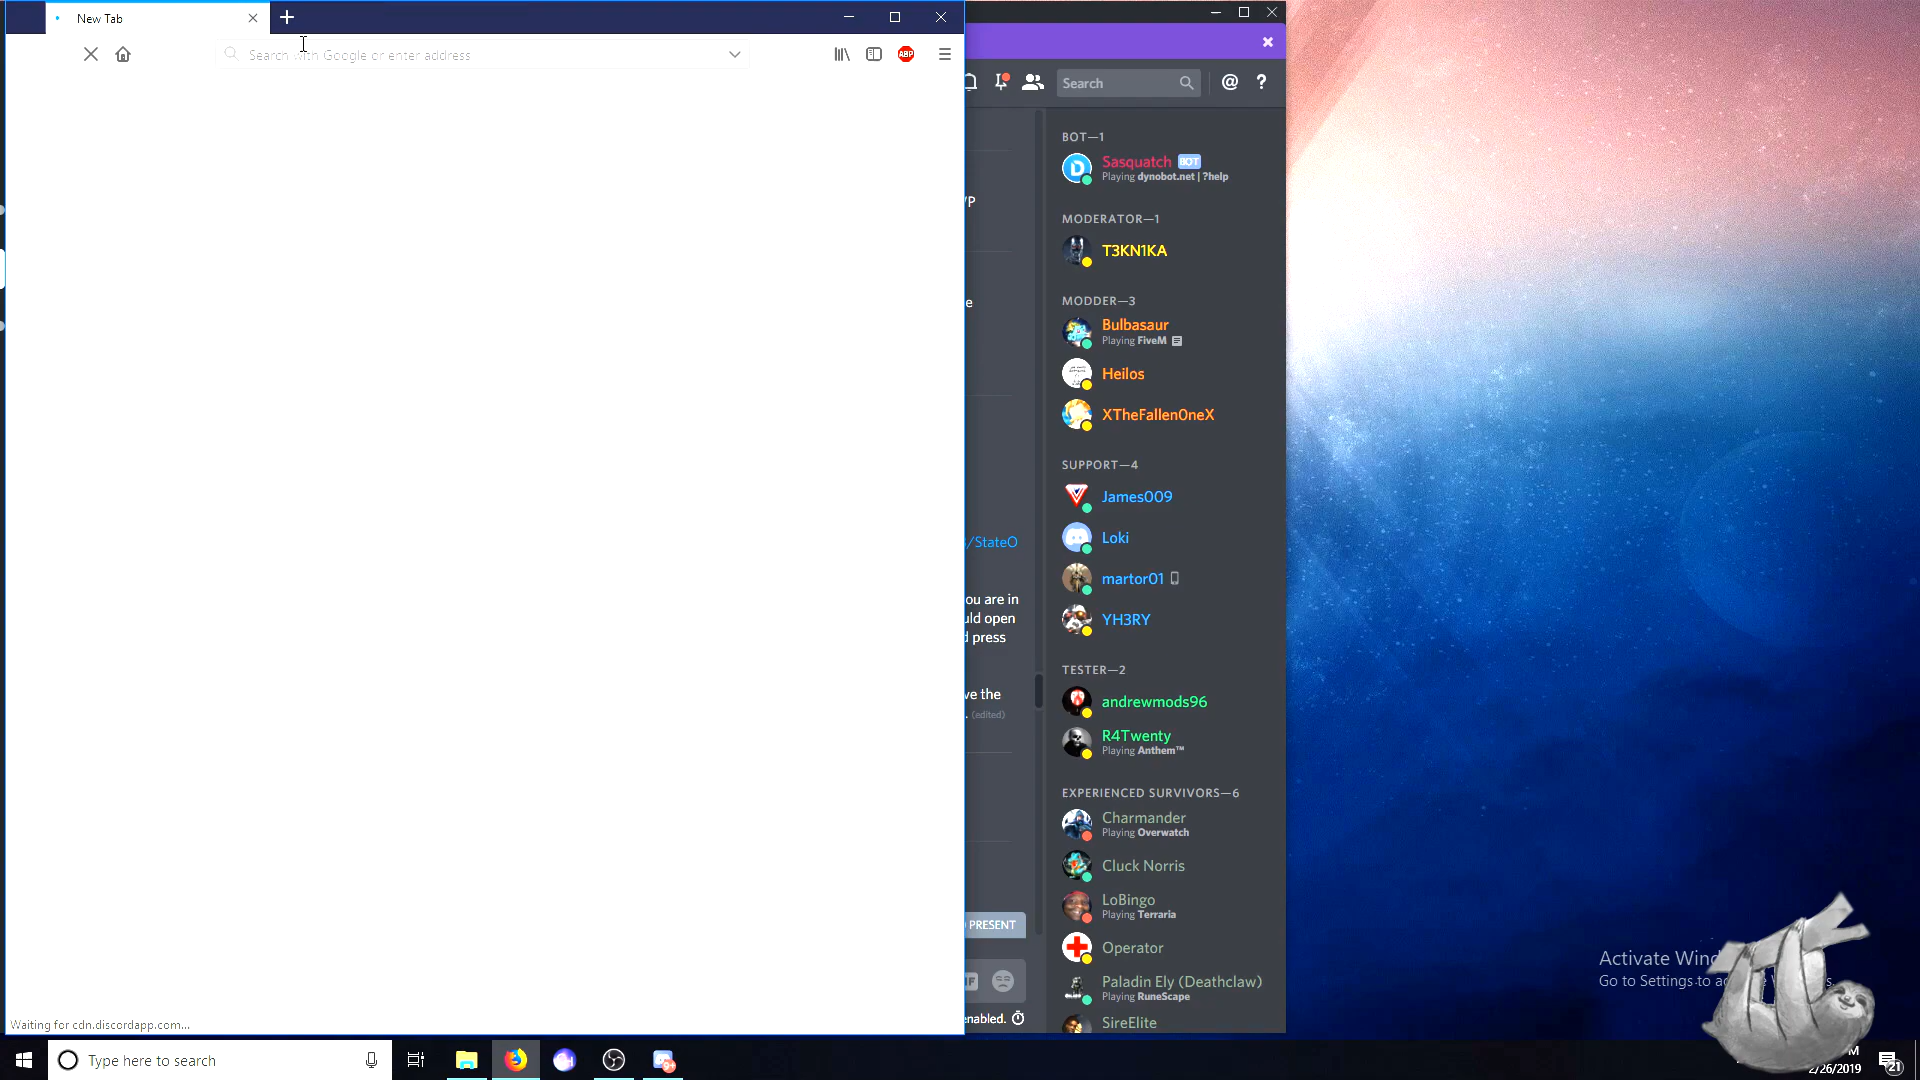 New Tab
Search with Google or enter address
ABP
Search
@ ?
BOT—1
Sasquatch BOT
Playing dynobot.net | ?help
MODERATOR—1
T3KN1KA
MODDER—3
Bulbasaur
Playing FiveM
Heilos
XTheFallenOneX
SUPPORT—4
James009
/StateO
Loki
martor01
ou are in
uld open
YH3RY
d press
TESTER—2
ve the
andrewmods96
. (edited)
R4Twenty
Playing Anthem™
EXPERIENCED SURVIVORS—6
Charmander
Playing Overwatch
Cluck Norris
LoBingo
Playing Terraria
PRESENT
Operator
Activate Wind
Paladin Ely (Deathclaw)
Go to Settings to ac
Playing RuneScape
enabled.
SireElite
Waiting for cdn.discordapp.com...
Type here to search
M
2/26/2019
21